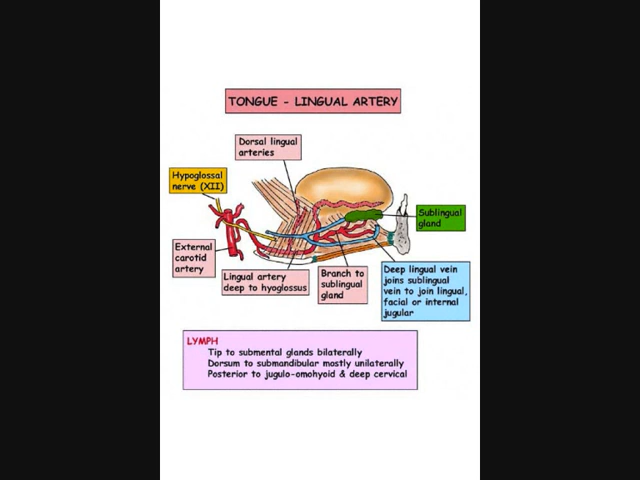 TONGUE - LINGUAL ARTERY
Dorsal lingual
arteries
Hypoglossal
nerve (XII)
Sublingual
gland
External
carotid
artery
Lingual artery
deep to hyoglossus
Branch to
sublingual
gland
Deep lingual vein
joins sublingual
vein to join lingual,
facial or internal
jugular
LYMPH
Tip to submental glands bilaterally
Dorsum to submandibular mostly unilaterally
Posterior to jugulo-omohyoid & deep cervical